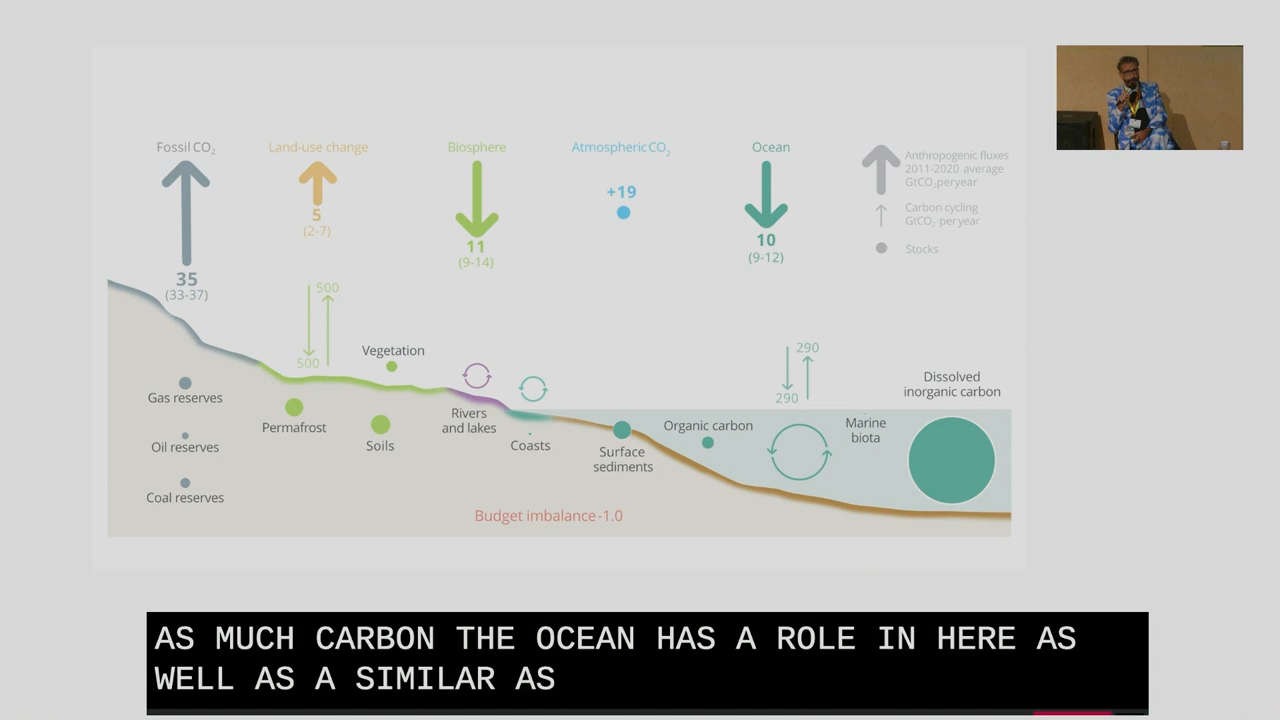 Fossil CO2
Land-use change
Biosphere
Atmospheric CO2
Ocean
Anthropogenic fluxes
2011-2020 average
GtCO2 per year
Carbon cycling
GtCO2 per year
Stocks
+19
5
(2-7)
11
(9-14)
10
(9-12)
35
(33-37)
500
500
290
290
Vegetation
Gas reserves
Permafrost
Oil reserves
Soils
Coal reserves
Rivers
and lakes
Coasts
Surface
sediments
Organic carbon
Marine
biota
Dissolved
inorganic carbon
Budget imbalance -1.0
AS MUCH CARBON THE OCEAN HAS A ROLE IN HERE AS
WELL AS A SIMILAR AS